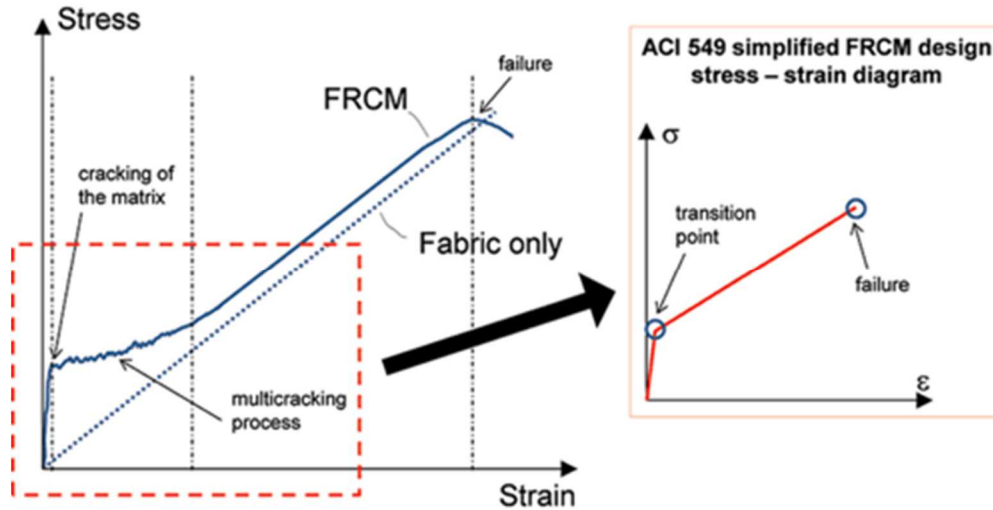 Stress
failure
FRCM
cracking of
the matrix
Fabric only
multicracking
process
Strain
ACI 549 simplified FRCM design
stress – strain diagram
σ
transition
point
failure
ε